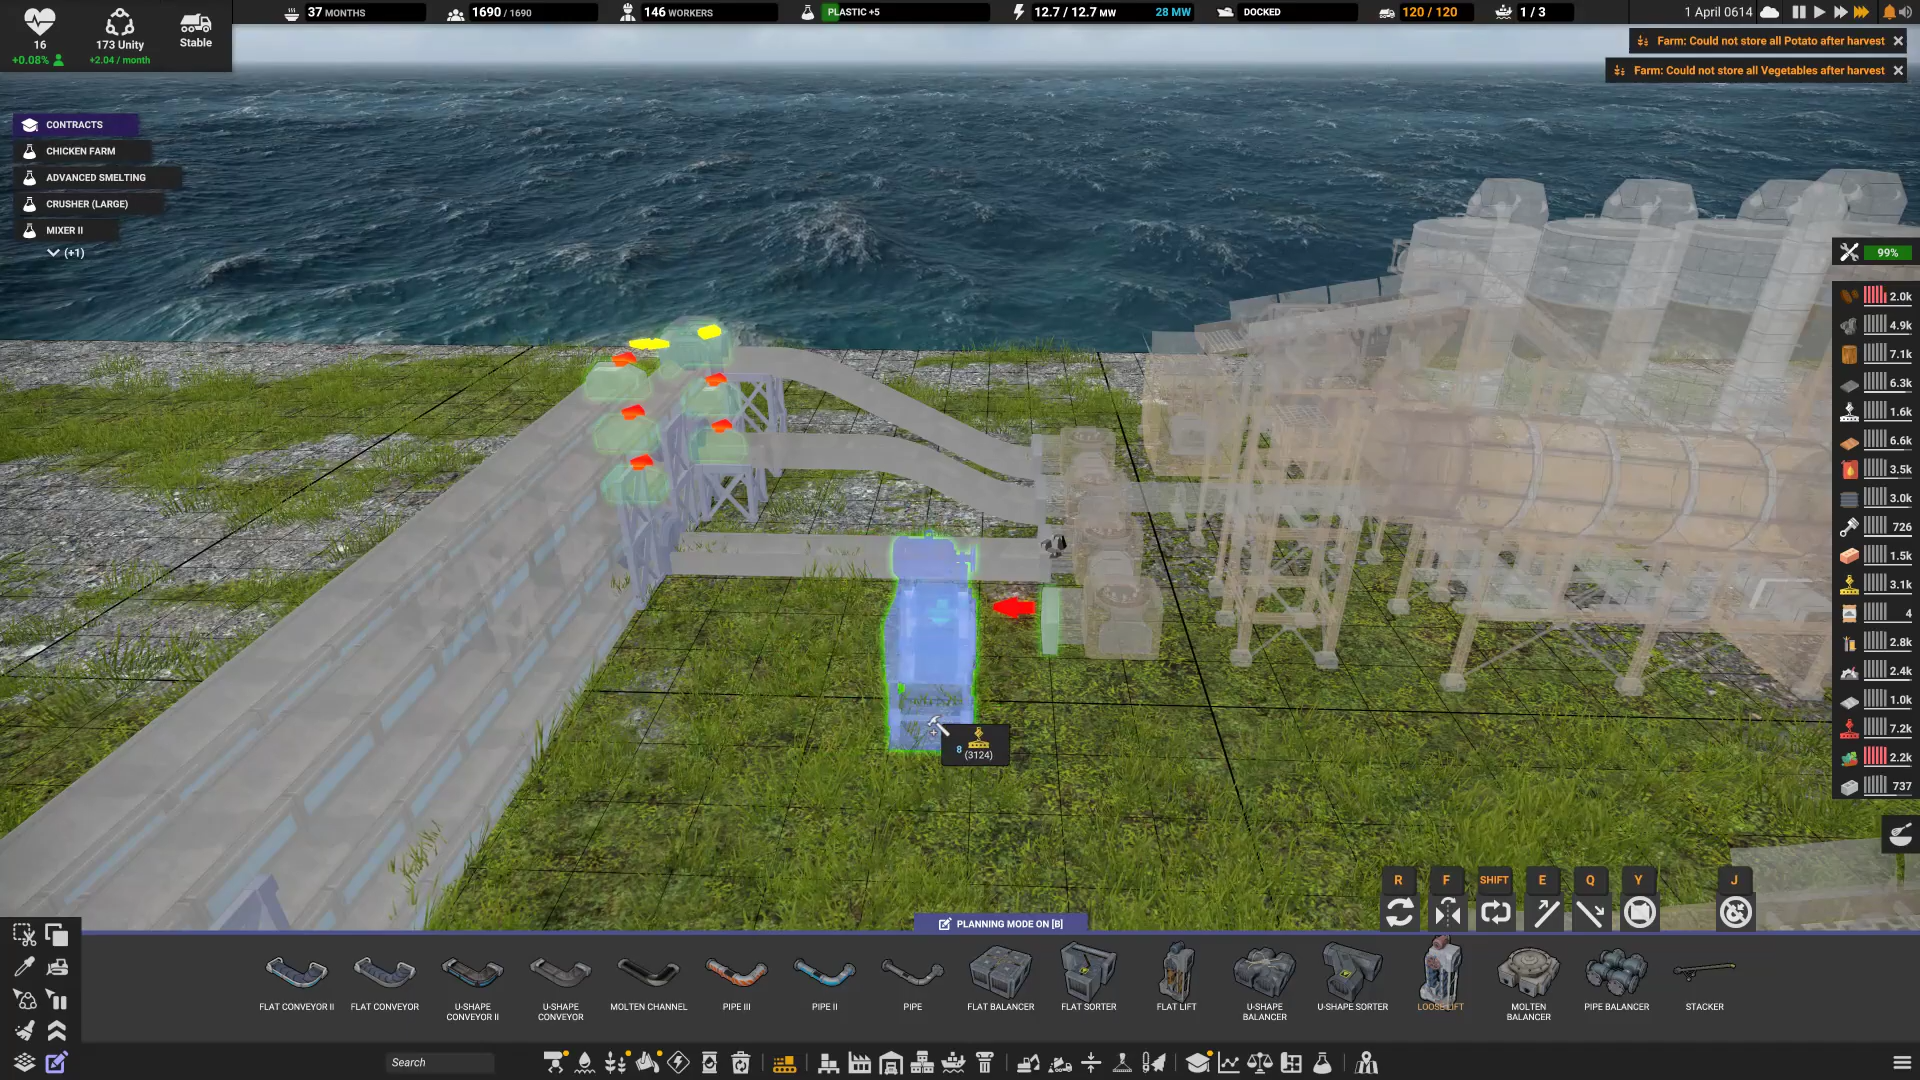 16
+0.08%
173 Unity
+2.04 / month
Stable
37 MONTHS
1690 / 1690
146 WORKERS
PLASTIC +5
12.7 / 12.7 MW
28 MW
DOCKED
120 / 120
1 / 3
1 April 0614
Farm: Could not store all Potato after harvest
Farm: Could not store all Vegetables after harvest
CONTRACTS
CHICKEN FARM
ADVANCED SMELTING
CRUSHER (LARGE)
MIXER II
(+1)
99%
2.0k
4.9k
7.1k
6.3k
1.6k
6.6k
3.5k
3.0k
726
1.5k
3.1k
4
2.8k
2.4k
1.0k
7.2k
2.2k
737
8 (3124)
R
F
SHIFT
E
Q
Y
J
PLANNING MODE ON [B]
FLAT CONVEYOR II
FLAT CONVEYOR
U-SHAPE CONVEYOR II
U-SHAPE CONVEYOR
MOLTEN CHANNEL
PIPE III
PIPE II
PIPE
FLAT BALANCER
FLAT SORTER
FLAT LIFT
U-SHAPE BALANCER
U-SHAPE SORTER
LOOSE LIFT
MOLTEN BALANCER
PIPE BALANCER
STACKER
Search